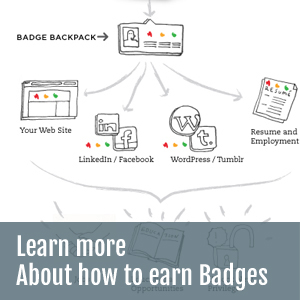 BADGE BACKPACK
Your Web Site
in f
LinkedIn / Facebook
W t.
WordPress / Tumblr
RESUME
Resume and
Employment
Learn more
About how to earn Badges
Opportunities